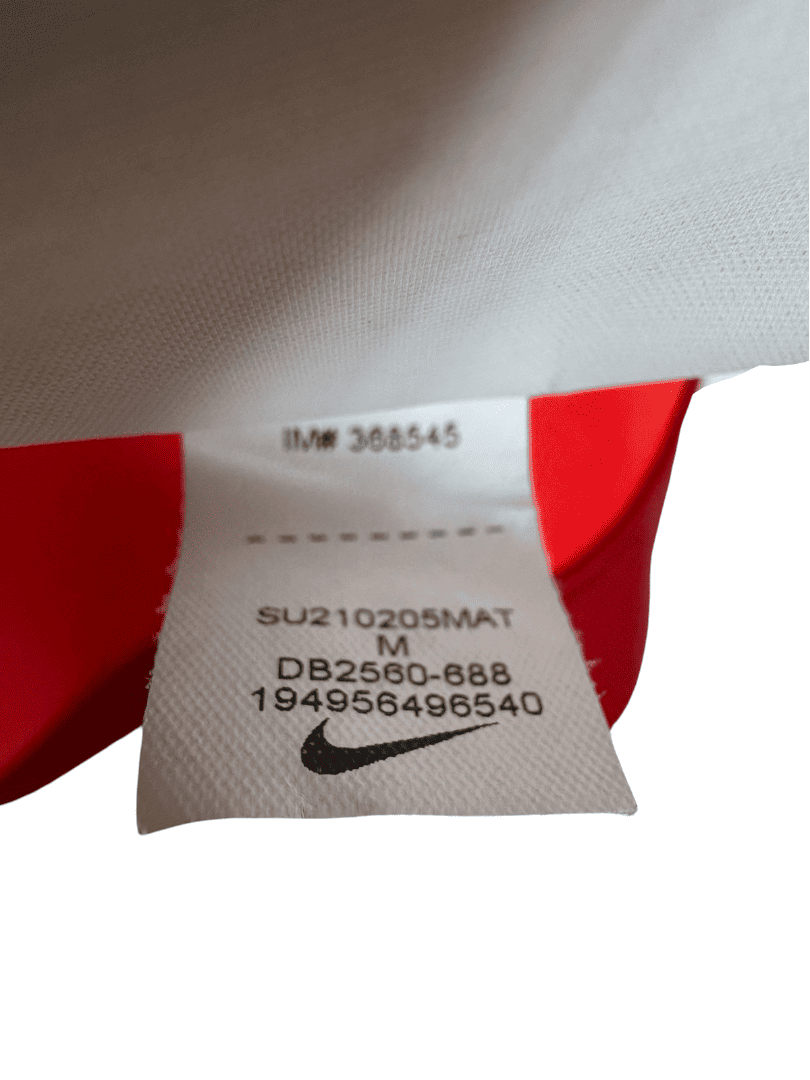 IM# 368545
---------
SU210205MAT
M
DB2560-688
194956496540